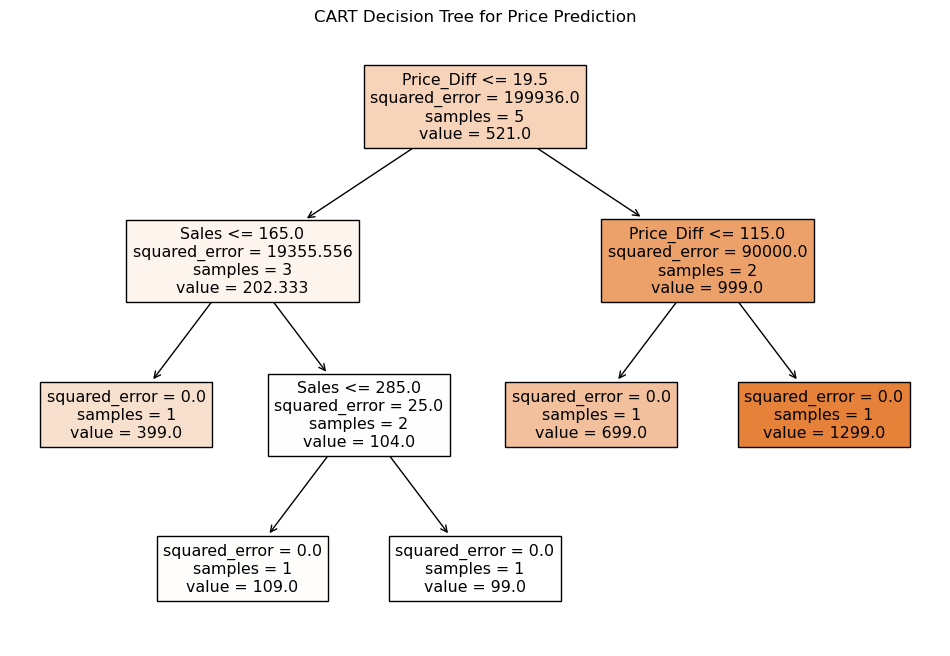 CART Decision Tree for Price Prediction
Price_Diff <= 19.5
squared_error = 199936.0
samples = 5
value = 521.0
Sales <= 165.0
squared_error = 19355.556
samples = 3
value = 202.333
Price_Diff <= 115.0
squared_error = 90000.0
samples = 2
value = 999.0
squared_error = 0.0
samples = 1
value = 399.0
Sales <= 285.0
squared_error = 25.0
samples = 2
value = 104.0
squared_error = 0.0
samples = 1
value = 699.0
squared_error = 0.0
samples = 1
value = 1299.0
squared_error = 0.0
samples = 1
value = 109.0
squared_error = 0.0
samples = 1
value = 99.0